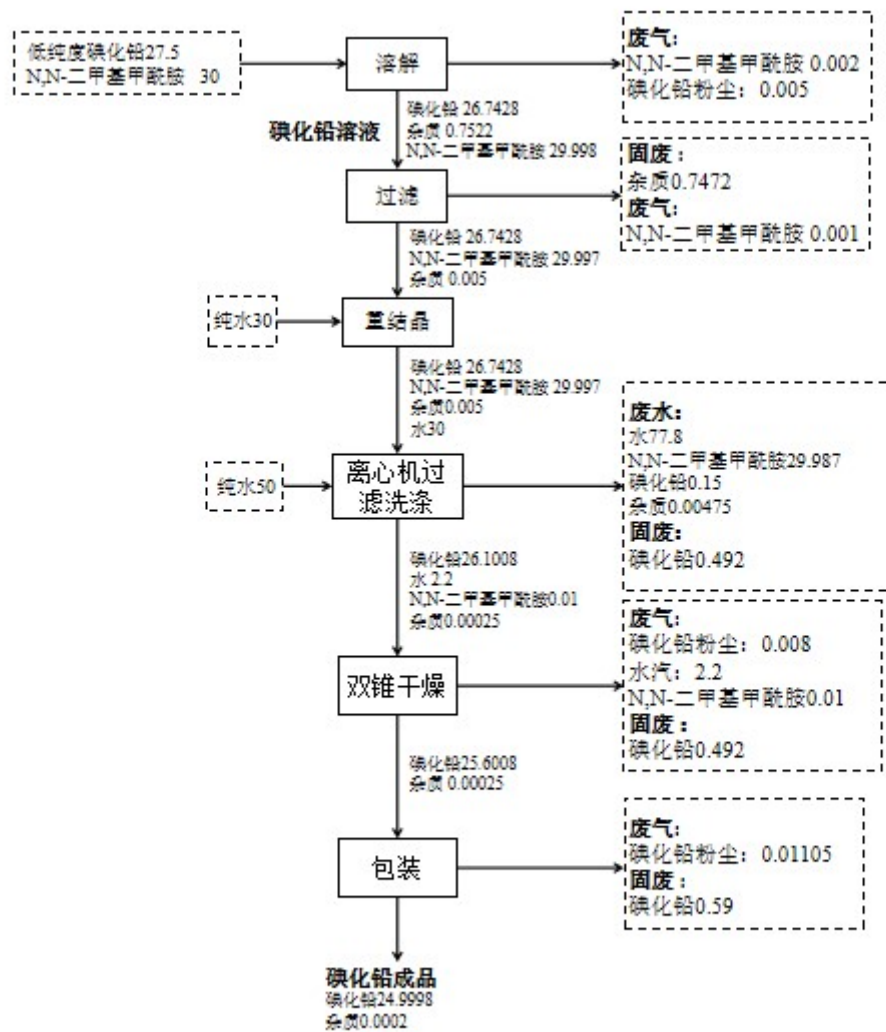 低纯度碘化铅27.5
N,N-二甲基甲酰胺 30
溶解
废气:
N,N-二甲基甲酰胺 0.002
碘化铅粉尘：0.005
碘化铅溶液
碘化铅 26.7428
杂质 0.7522
N,N-二甲基甲酰胺 29.998
过滤
固废：
杂质0.7472
废气:
N,N-二甲基甲酰胺 0.001
碘化铅 26.7428
N,N-二甲基甲酰胺 29.997
杂质 0.005
纯水30
重结晶
碘化铅 26.7428
N,N-二甲基甲酰胺 29.997
杂质0.005
水30
纯水50
离心机过
滤洗涤
废水:
水77.8
N,N-二甲基甲酰胺29.987
碘化铅0.15
杂质0.00475
固废:
碘化铅0.492
碘化铅26.1008
水 2.2
N,N-二甲基甲酰胺0.01
杂质0.00025
双锥干燥
废气:
碘化铅粉尘：0.008
水汽：2.2
N,N-二甲基甲酰胺0.01
固废：
碘化铅0.492
碘化铅25.6008
杂质 0.00025
包装
废气:
碘化铅粉尘：0.01105
固废：
碘化铅0.59
碘化铅成品
碘化铅24.9998
杂质0.0002